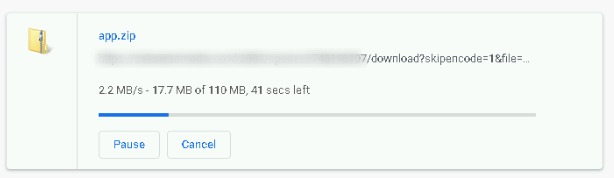 app.zip
/download?skipencode=1&file=...
2.2 MB/s - 17.7 MB of 110 MB, 41 secs left
Pause
Cancel